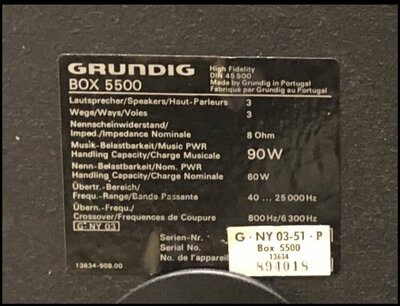 GRUNDIG
BOX 5500
High Fidelity
DIN 45 500
Made by Grundig in Portugal
Fabriqué par Grundig au Portugal
Lautsprecher/Speakers/Haut-Parleurs 3
Wege/Ways/Voies 3
Nennscheinwiderstand/
Imped./Impedance Nominale 8 Ohm
Musik-Belastbarkeit/Music PWR
Handling Capacity/Charge Musicale 90W
Nenn-Belastbarkeit/Nom. PWR
Handling Capacity/Charge Nominale 60W
Übertr.-Bereich/
Frequ.-Range/Bande Passante 40 ... 25 000 Hz
Übern.-Frequ./
Crossover/Frequences de Coupure 800 Hz/6 300 Hz
G - NY 03
Serien-Nr.
Serial No.
No. de l'appareil
G - NY 03-51 - P
Box 5500
13634
894018
13634-908.00